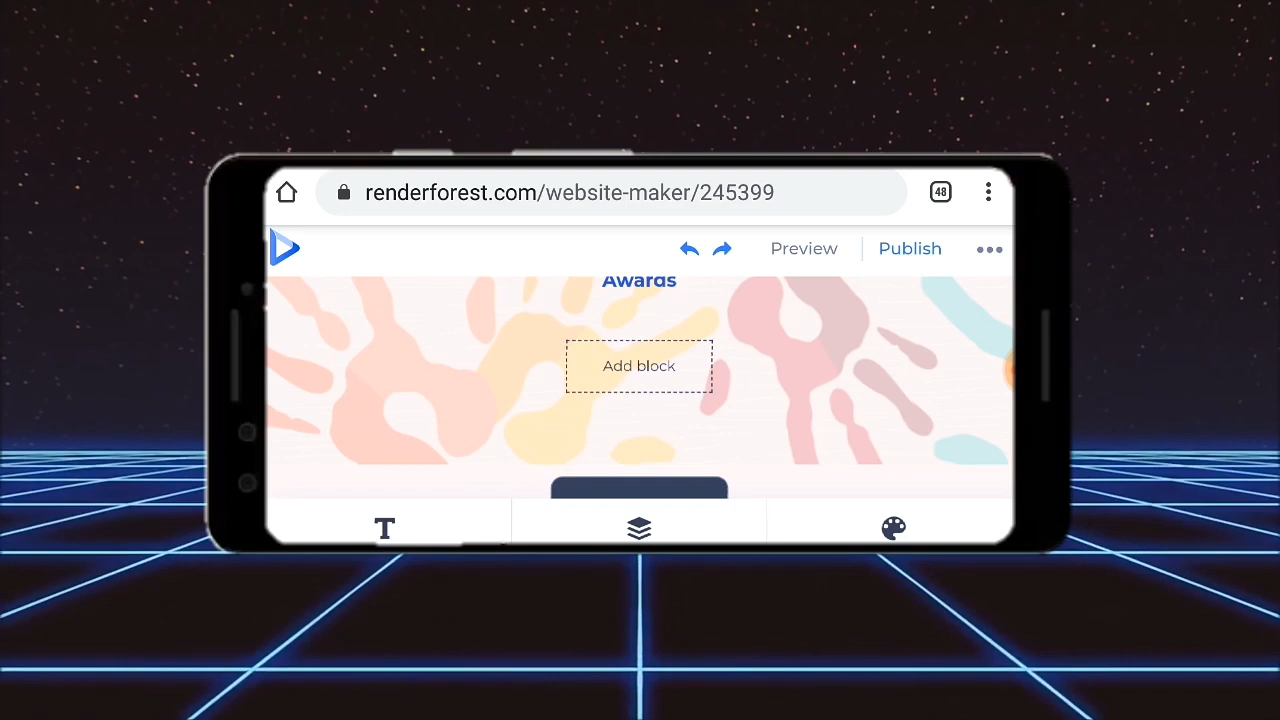 renderforest.com/website-maker/245399
48
Preview
Publish
Awards
Add block
T